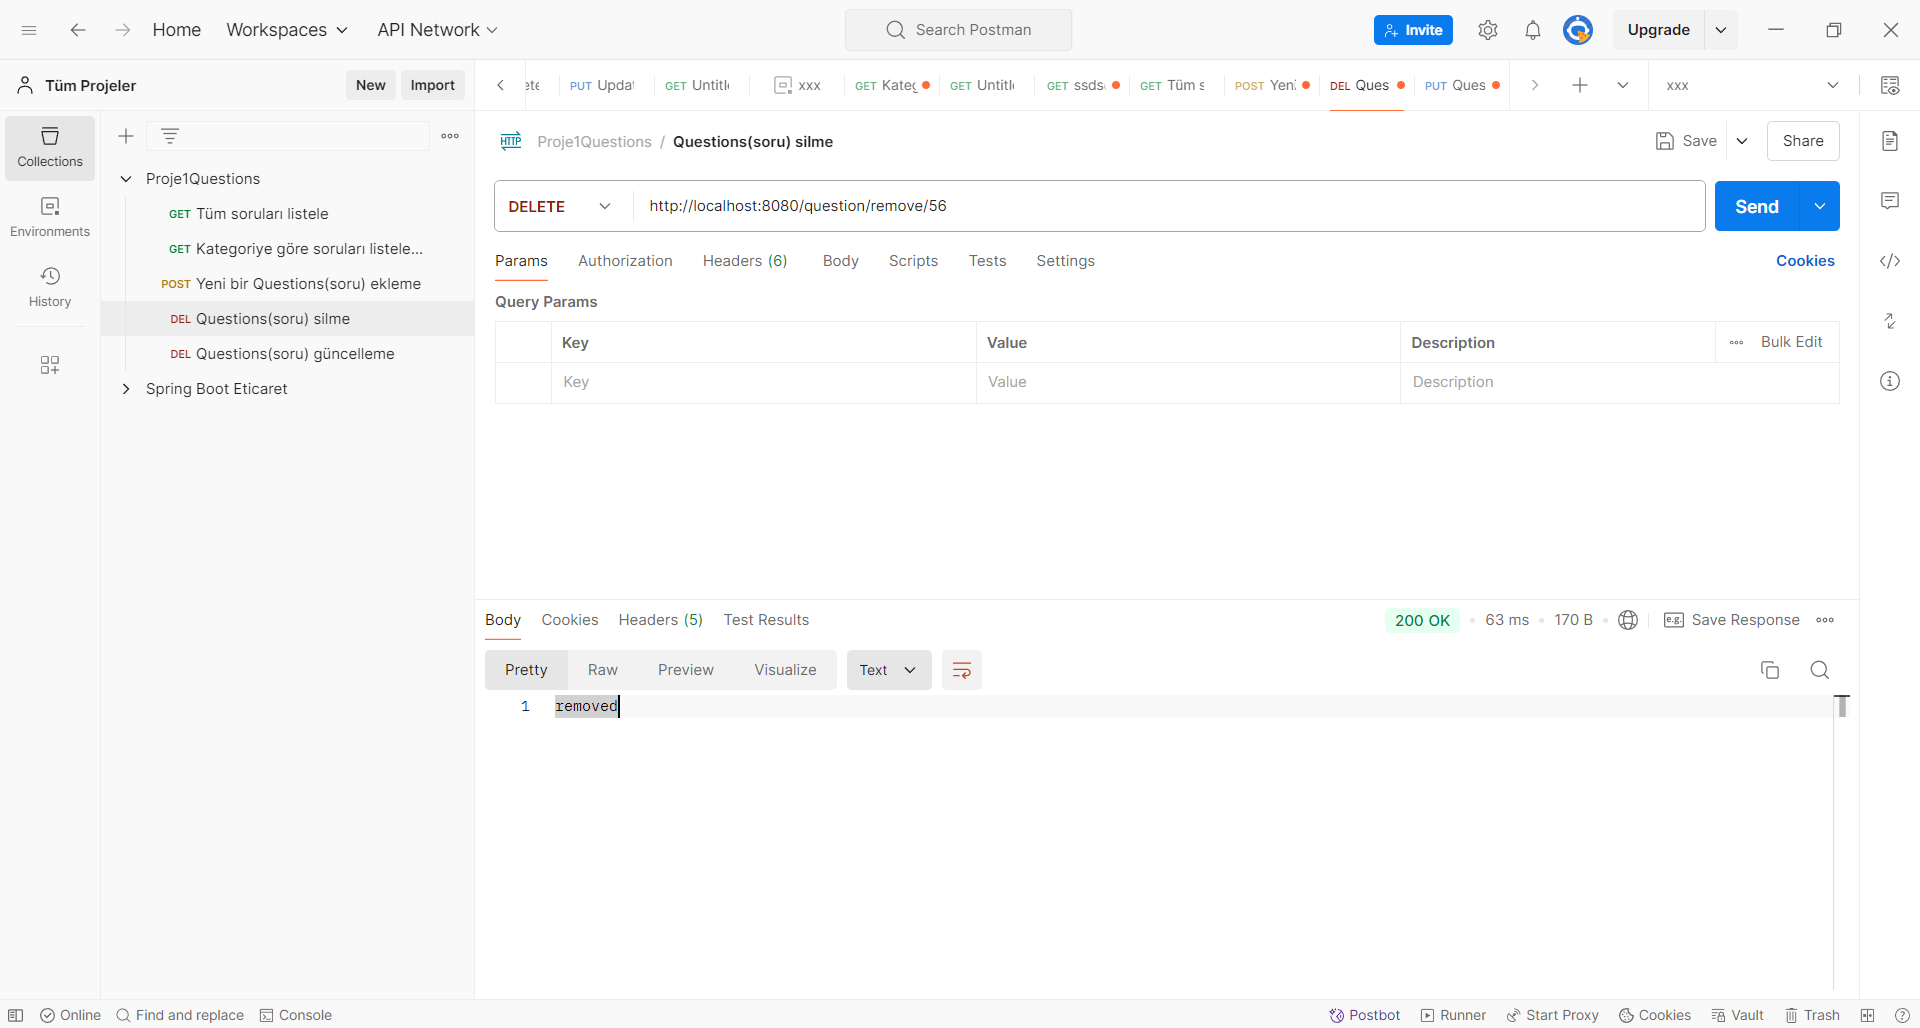 Home Workspaces API Network Search Postman Invite Upgrade
Tüm Projeler New Import
PUT Updat GET Untitl xxx GET Kateg GET Untitl GET ssds GET Tüm s POST Yeni DEL Ques PUT Ques xxx
Collections
Environments
History
Proje1Questions
GET Tüm soruları listele
GET Kategoriye göre soruları listele...
POST Yeni bir Questions(soru) ekleme
DEL Questions(soru) silme
DEL Questions(soru) güncelleme
Spring Boot Eticaret
HTTP Proje1Questions / Questions(soru) silme Save Share
DELETE http://localhost:8080/question/remove/56 Send
Params Authorization Headers (6) Body Scripts Tests Settings Cookies
Query Params
Key Value Description Bulk Edit
Key Value Description
Body Cookies Headers (5) Test Results 200 OK 63 ms 170 B e.g. Save Response
Pretty Raw Preview Visualize Text
1 removed
Online Find and replace Console Postbot Runner Start Proxy Cookies Vault Trash